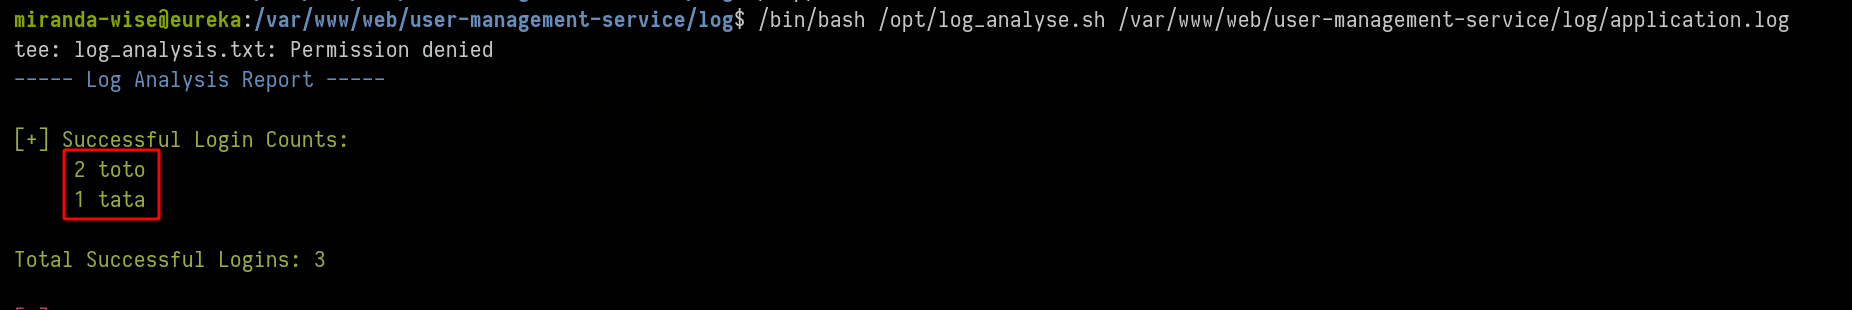 miranda-wise@eureka:/var/www/web/user-management-service/log$ /bin/bash /opt/log_analyse.sh /var/www/web/user-management-service/log/application.log
tee: log_analysis.txt: Permission denied
----- Log Analysis Report -----
[+] Successful Login Counts:
2 toto
1 tata
Total Successful Logins: 3